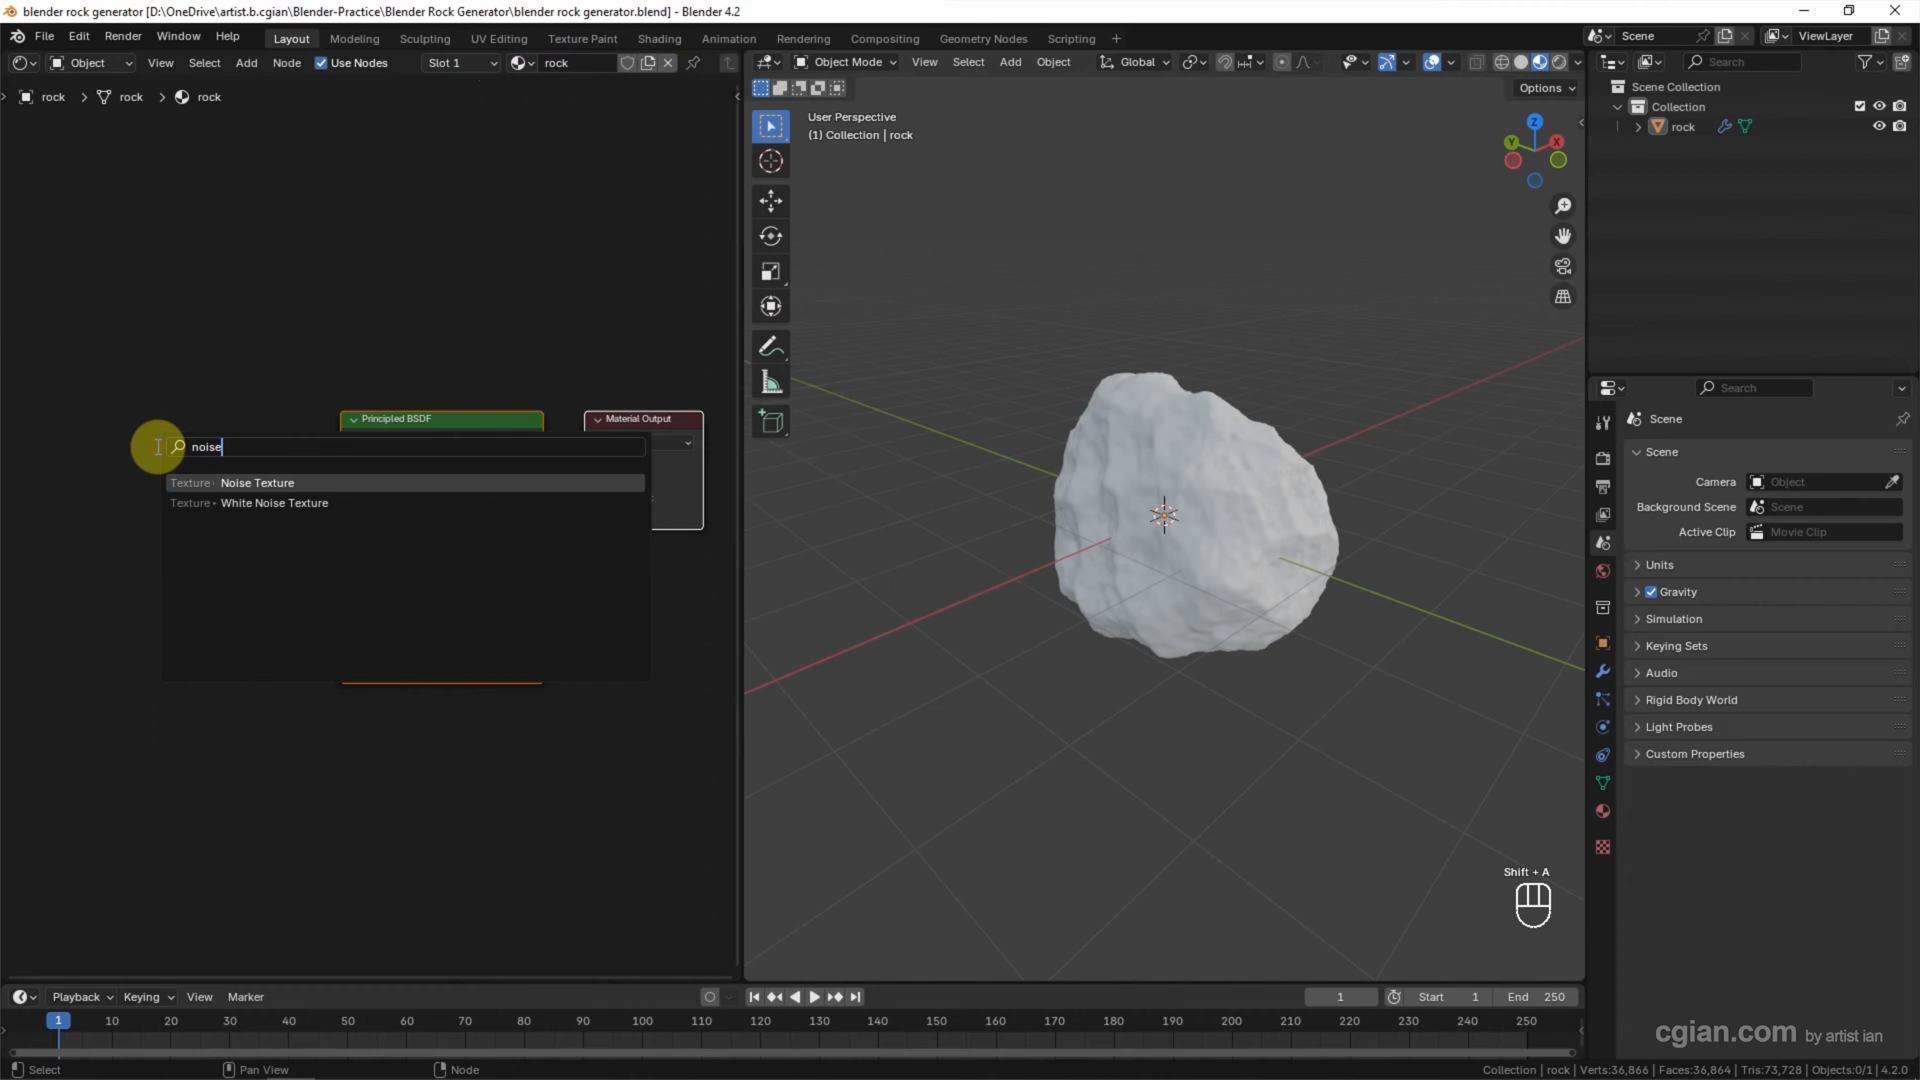 blender rock generator [D:\OneDrive\artist.b.cgian\Blender-Practice\Blender Rock Generator\blender rock generator.blend] - Blender 4.2
File Edit Render Window Help Layout Modeling Sculpting UV Editing Texture Paint Shading Animation Rendering Compositing Geometry Nodes Scripting + Scene ViewLayer
Object View Select Add Node Use Nodes Slot 1 rock Object Mode View Select Add Object Global Search
Options
Scene Collection
rock rock rock
User Perspective
(1) Collection | rock
Collection
rock
Z
Y
X
Search
Principled BSDF
Material Output
Scene
noise
Scene
Texture Noise Texture
Texture White Noise Texture
Camera Object
Background Scene Scene
Active Clip Movie Clip
Units
Gravity
Simulation
Keying Sets
Audio
Rigid Body World
Light Probes
Custom Properties
Shift + A
Playback Keying View Marker 1 Start 1 End 250
1 10 20 30 40 50 60 70 80 90 100 110 120 130 140 150 160 170 180 190 200 210 220 230 240 250
cgian.com by artist ian
Select Pan View Node Collection | rock | Verts:36,866 | Faces:36,864 | Tris:73,728 | Objects:0/1 | 4.2.0